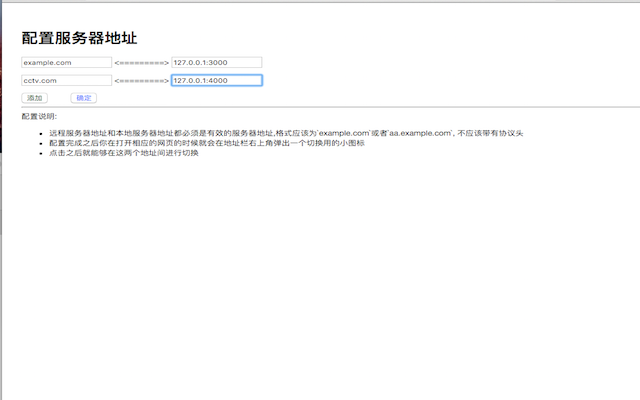 配置服务器地址
example.com <=========> 127.0.0.1:3000
cctv.com <=========> 127.0.0.1:4000
添加 确定
配置说明:
• 远程服务器地址和本地服务器地址都必须是有效的服务器地址,格式应该为`example.com`或者`aa.example.com`, 不应该带有协议头
• 配置完成之后你在打开相应的网页的时候就会在地址栏右上角弹出一个切换用的小图标
• 点击之后就能够在这两个地址间进行切换